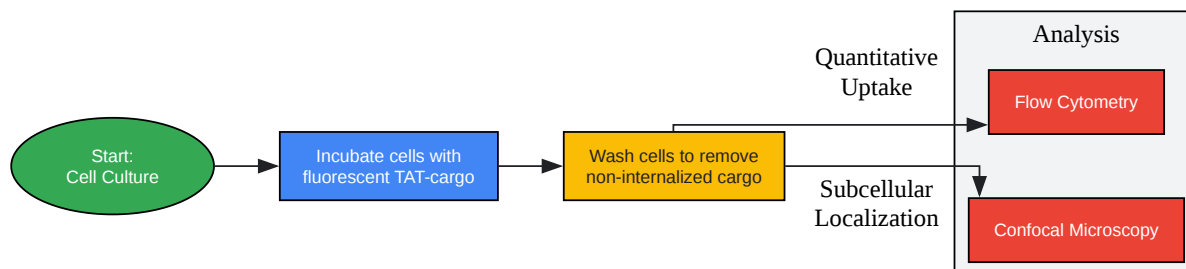 Start:
Cell Culture
Incubate cells with
fluorescent TAT-cargo
Wash cells to remove
non-internalized cargo
Quantitative
Uptake
Subcellular
Localization
Analysis
Flow Cytometry
Confocal Microscopy